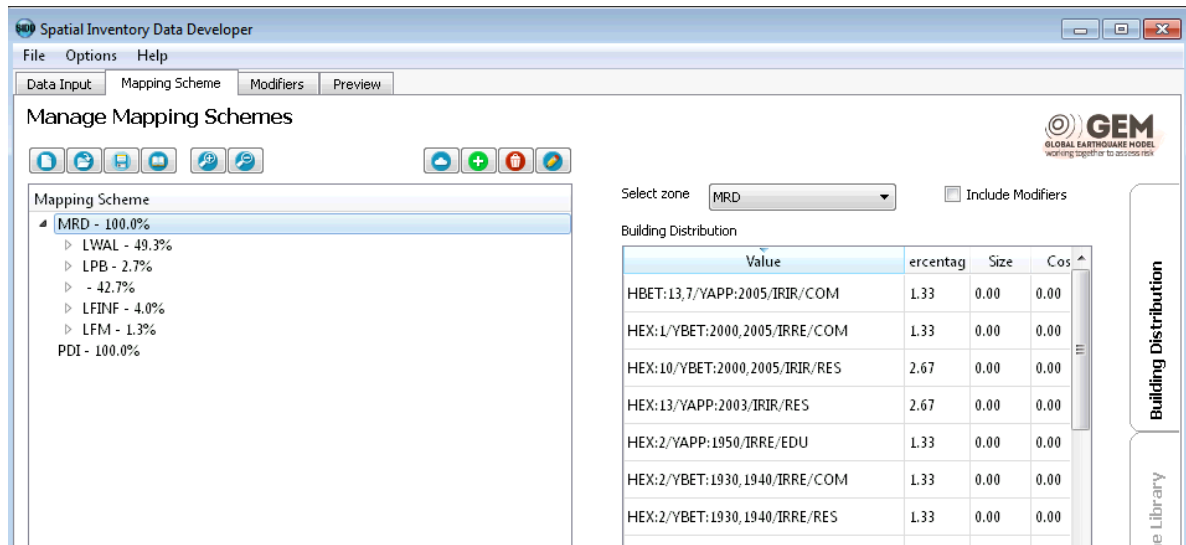 SIDD Spatial Inventory Data Developer
File Options Help
Data Input Mapping Scheme Modifiers Preview
Manage Mapping Schemes
GEM
GLOBAL EARTHQUAKE MODEL
working together to assess risk
Mapping Scheme
MRD - 100.0%
LWAL - 49.3%
LPB - 2.7%
- 42.7%
LFINF - 4.0%
LFM - 1.3%
PDI - 100.0%
Select zone MRD Include Modifiers
Building Distribution
Value ercentag Size Cos
HBET:13,7/YAPP:2005/IRIR/COM 1.33 0.00 0.00
HEX:1/YBET:2000,2005/IRRE/COM 1.33 0.00 0.00
HEX:10/YBET:2000,2005/IRIR/RES 2.67 0.00 0.00
HEX:13/YAPP:2003/IRIR/RES 2.67 0.00 0.00
HEX:2/YAPP:1950/IRRE/EDU 1.33 0.00 0.00
HEX:2/YBET:1930,1940/IRRE/COM 1.33 0.00 0.00
HEX:2/YBET:1930,1940/IRRE/RES 1.33 0.00 0.00
Building Distribution
e Library